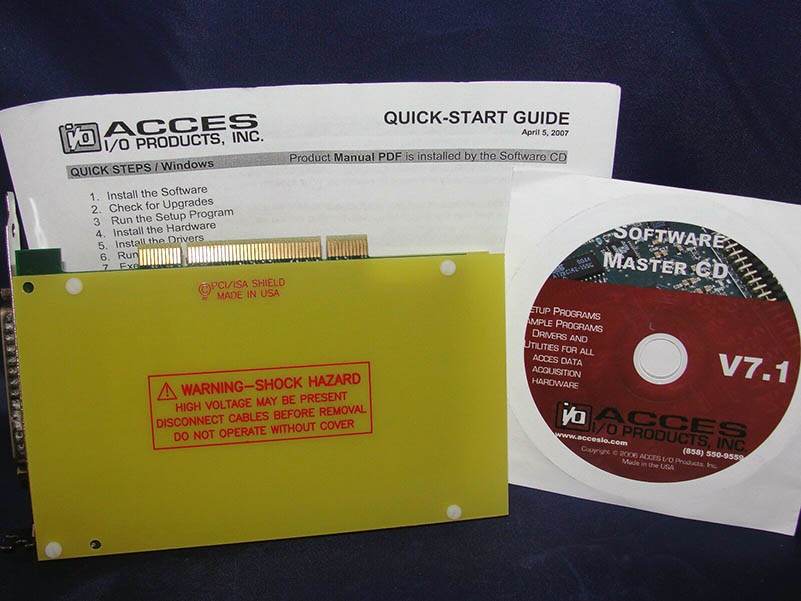 i/o ACCES
I/O PRODUCTS, INC.
QUICK-START GUIDE
April 5, 2007
QUICK STEPS / Windows
Product Manual PDF is installed by the Software CD
1. Install the Software
2. Check for Upgrades
3. Run the Setup Program
4. Install the Hardware
5. Install the Drivers
6. Run
7.
PCI/ISA SHIELD
MADE IN USA
WARNING-SHOCK HAZARD
HIGH VOLTAGE MAY BE PRESENT
DISCONNECT CABLES BEFORE REMOVAL
DO NOT OPERATE WITHOUT COVER
SOFTWARE
MASTER CD
ETUP PROGRAMS
AMPLE PROGRAMS
DRIVERS AND
UTILITIES FOR ALL
ACCES DATA
ACQUISITION
HARDWARE
V7.1
i/o ACCES
I/O PRODUCTS, INC.
www.accesio.com
(858) 550-9559
Copyright © 2006 ACCES I/O Products, Inc.
Made in the USA